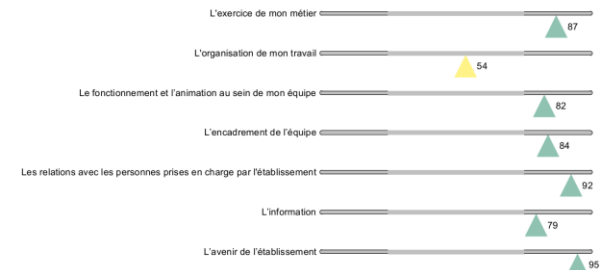 L'exercice de mon métier
87
L'organisation de mon travail
54
Le fonctionnement et l'animation au sein de mon équipe
82
L'encadrement de l'équipe
84
Les relations avec les personnes prises en charge par l'établissement
92
L'information
79
L'avenir de l'établissement
95